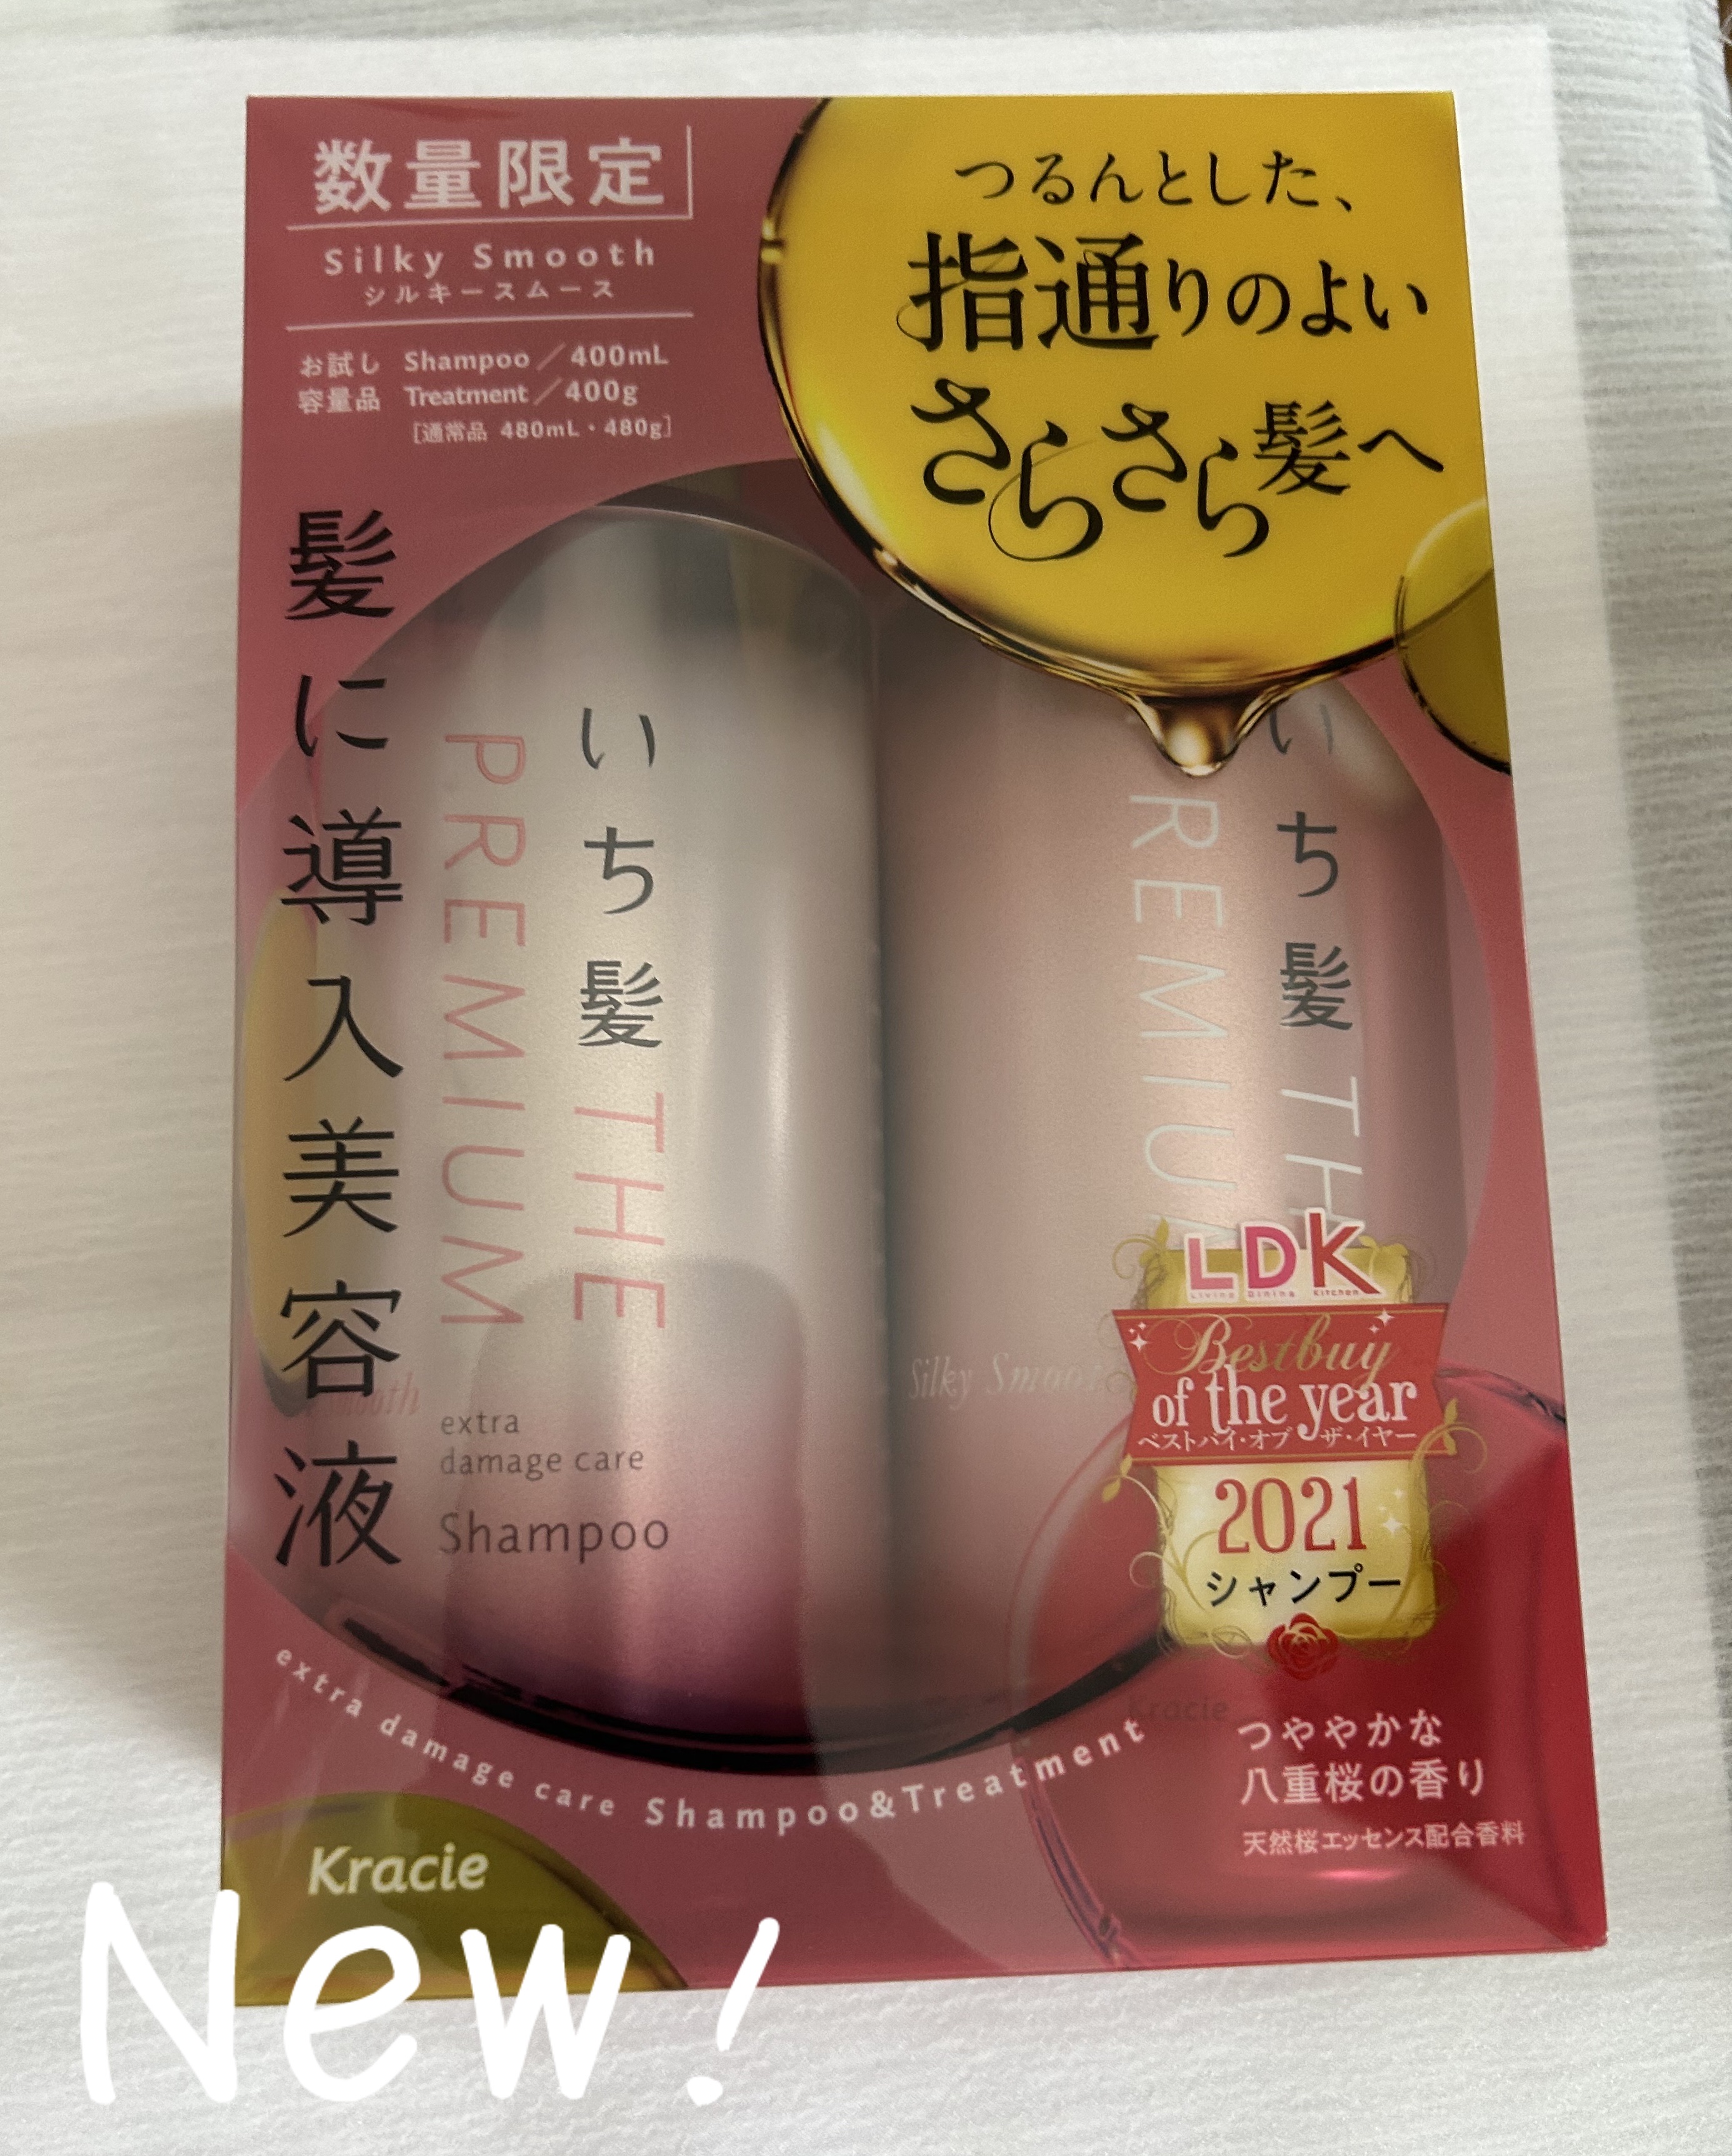 数量限定
Silky Smooth
シルキースムース
お試し Shampoo／400mL
容量品 Treatment／400g
[通常品 480mL・480g]
つるんとした、
指通りのよい
さらさら髪へ
髪に導入美容液
いち髪 THE
PREMIUM
extra
damage care
Shampoo
いち髪 TH
REMIUM
Silky Smoo
LDK
Living Dining Kitchen
Bestbuy
of the year
ベストバイ・オブ ザ・イヤー
2021
シャンプー
extra damage care Shampoo&Treatment
Kracie
つややかな
八重桜の香り
天然桜エッセンス配合香料
Kracie
New!